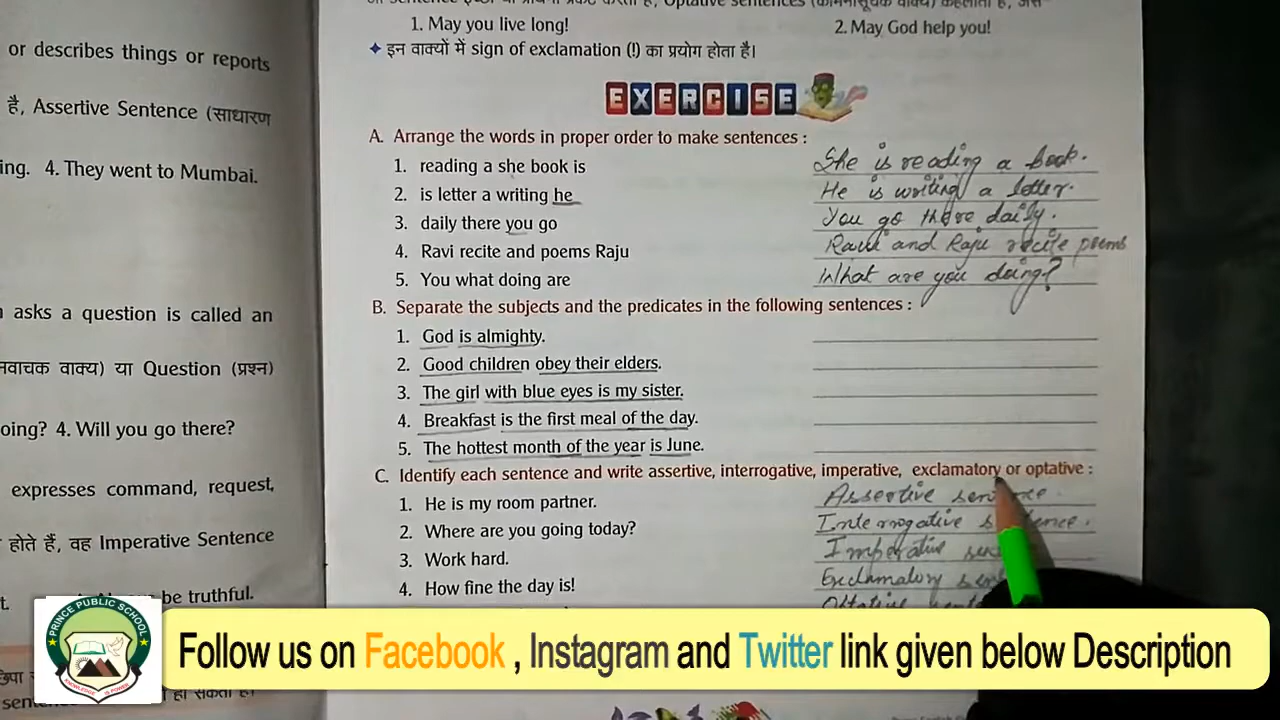 1. May you live long!
2. May God help you!
✦ इन वाक्यों में sign of exclamation (!) का प्रयोग होता है।
EXERCISE
A. Arrange the words in proper order to make sentences :
1. reading a she book is She is reading a book.
2. is letter a writing he He is writing a letter.
3. daily there you go You go there daily.
4. Ravi recite and poems Raju Ravi and Raju recite poems
5. You what doing are What are you doing?
B. Separate the subjects and the predicates in the following sentences :
1. God is almighty.
2. Good children obey their elders.
3. The girl with blue eyes is my sister.
4. Breakfast is the first meal of the day.
5. The hottest month of the year is June.
C. Identify each sentence and write assertive, interrogative, imperative, exclamatory or optative :
1. He is my room partner. Assertive
2. Where are you going today? Interrogative
3. Work hard. Imperative
4. How fine the day is! Exclamatory
or describes things or reports
है, Assertive Sentence (साधारण
ing. 4. They went to Mumbai.
asks a question is called an
वाक्य) या Question (प्रश्न)
oing? 4. Will you go there?
expresses command, request,
होते हैं, वह Imperative Sentence
be truthful.
PRINCE PUBLIC SCHOOL
KNOWLEDGE IS POWER
Follow us on Facebook , Instagram and Twitter link given below Description